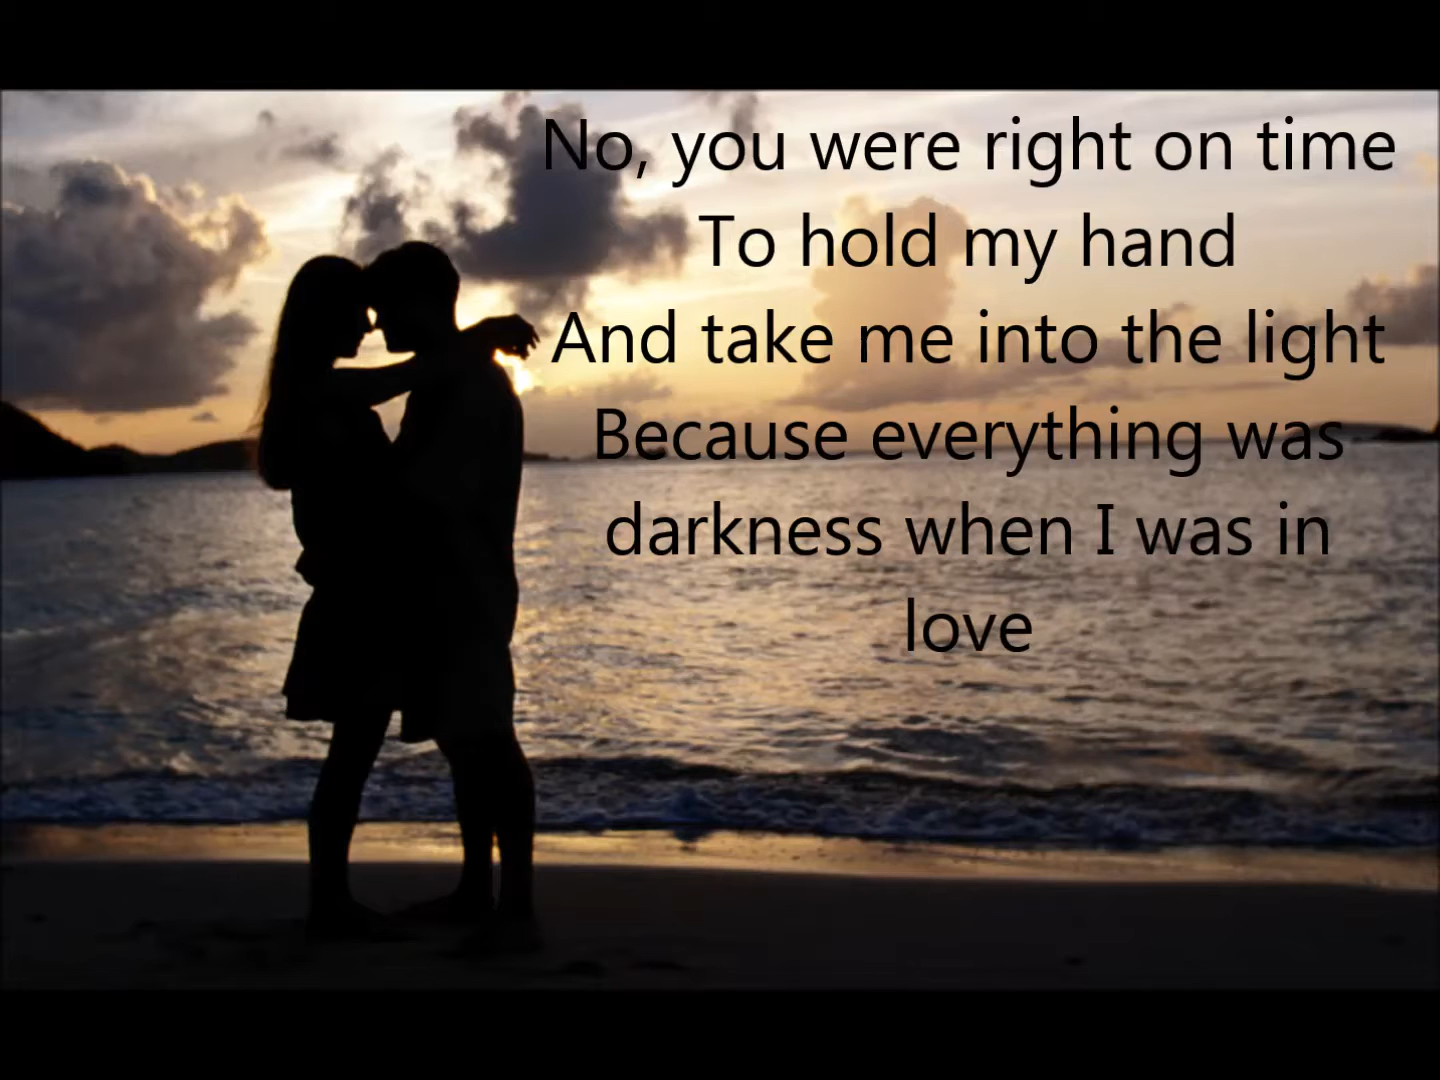 No, you were right on time
To hold my hand
And take me into the light
Because everything was
darkness when I was in
love